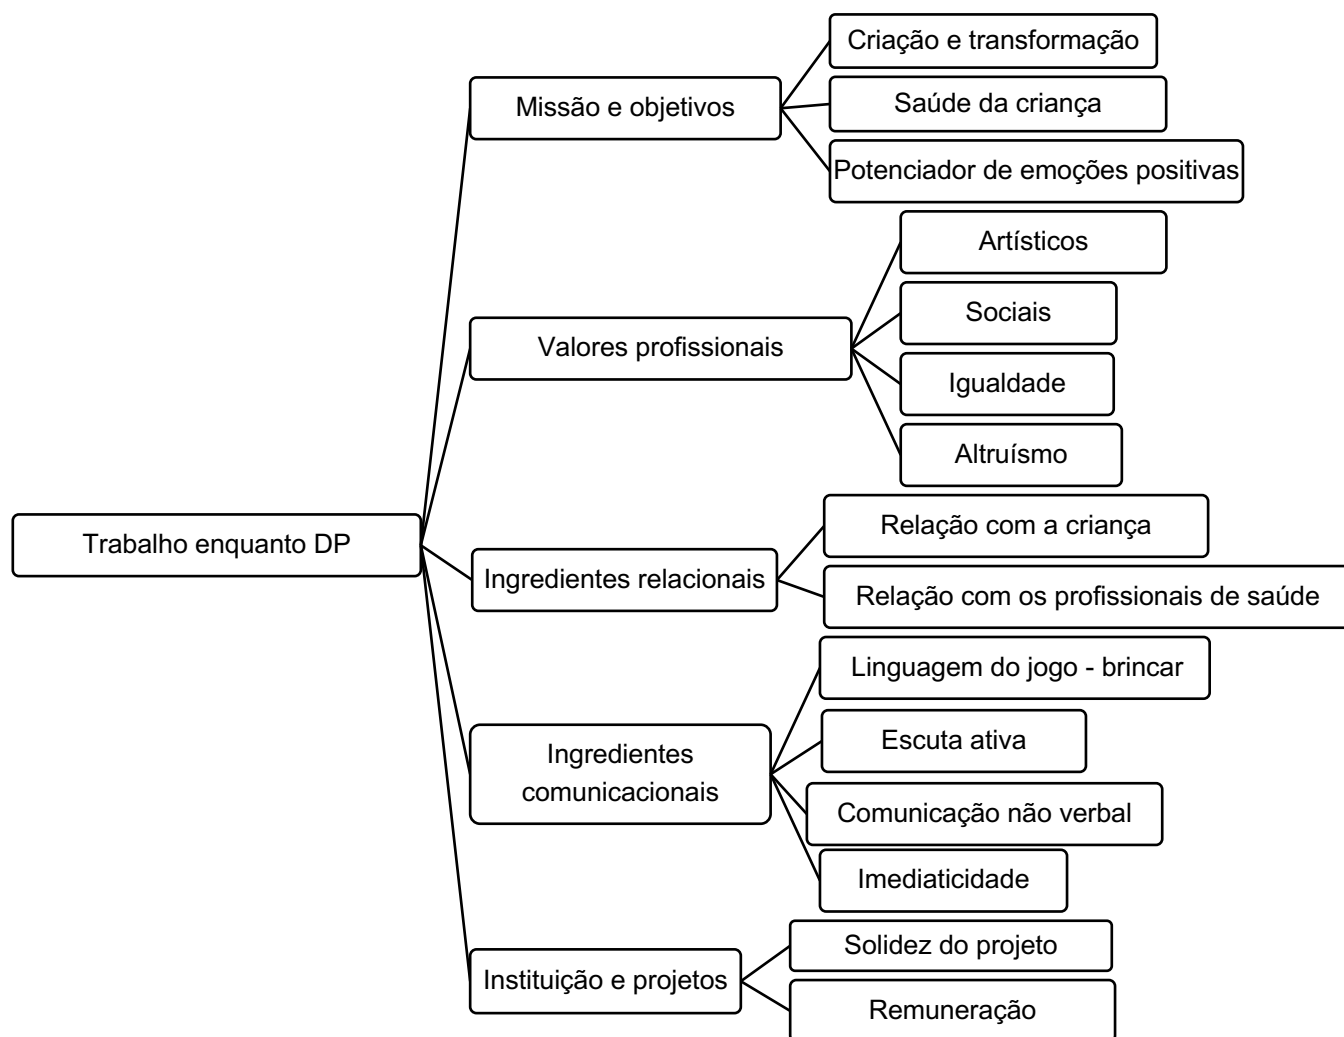 Trabalho enquanto DP
Missão e objetivos
Criação e transformação
Saúde da criança
Potenciador de emoções positivas
Valores profissionais
Artísticos
Sociais
Igualdade
Altruísmo
Ingredientes relacionais
Relação com a criança
Relação com os profissionais de saúde
Ingredientes
comunicacionais
Linguagem do jogo - brincar
Escuta ativa
Comunicação não verbal
Imediaticidade
Instituição e projetos
Solidez do projeto
Remuneração